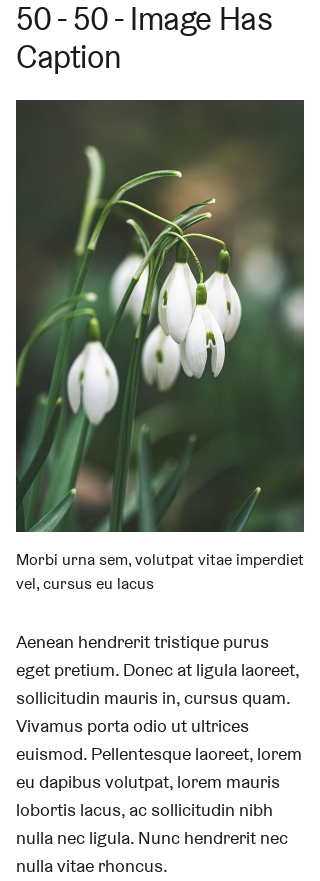 50 - 50 - Image Has
Caption
Morbi urna sem, volutpat vitae imperdiet
vel, cursus eu lacus
Aenean hendrerit tristique purus
eget pretium. Donec at ligula laoreet,
sollicitudin mauris in, cursus quam.
Vivamus porta odio ut ultrices
euismod. Pellentesque laoreet, lorem
eu dapibus volutpat, lorem mauris
lobortis lacus, ac sollicitudin nibh
nulla nec ligula. Nunc hendrerit nec
nulla vitae rhoncus.